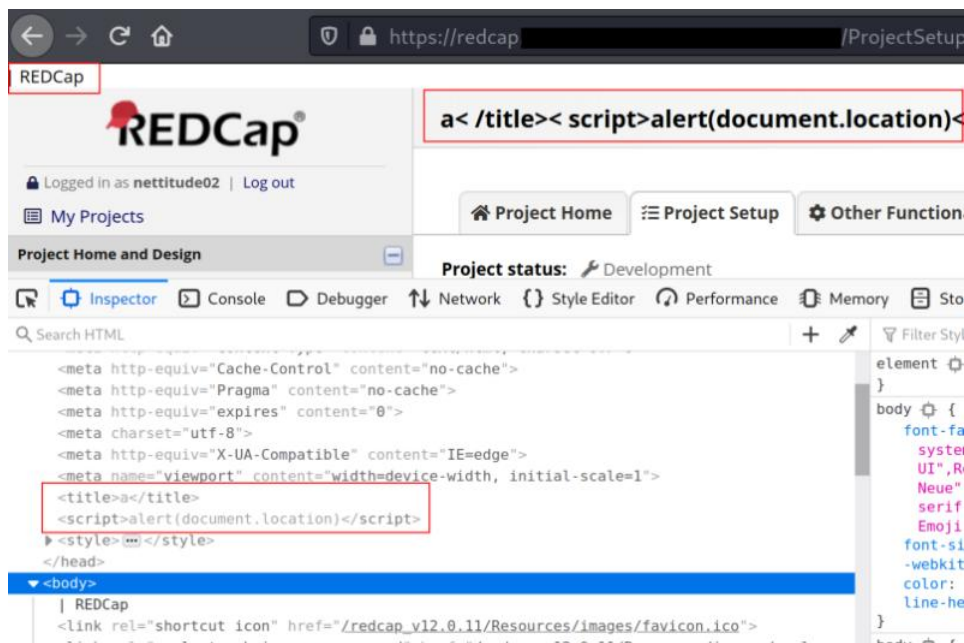 https://redcap /ProjectSetup
| REDCap
REDCap®
a< /title>< script>alert(document.location)<
Logged in as nettitude02 | Log out
My Projects
Project Home and Design
Project Home
Project Setup
Other Function
Project status: Development
Inspector Console Debugger Network {} Style Editor Performance Memory Sto
Search HTML
Filter Styl
<meta http-equiv="Cache-Control" content="no-cache">
<meta http-equiv="Pragma" content="no-cache">
<meta http-equiv="expires" content="0">
<meta charset="utf-8">
<meta http-equiv="X-UA-Compatible" content="IE=edge">
<meta name="viewport" content="width=device-width, initial-scale=1">
<title>a</title>
<script>alert(document.location)</script>
<style> ••• </style>
</head>
<body>
| REDCap
<link rel="shortcut icon" href="/redcap_v12.0.11/Resources/images/favicon.ico">
element {
}
body {
font-fa
system
UI",Ro
Neue"
serif
Emoji
font-si
-webkit
color:
line-he
}